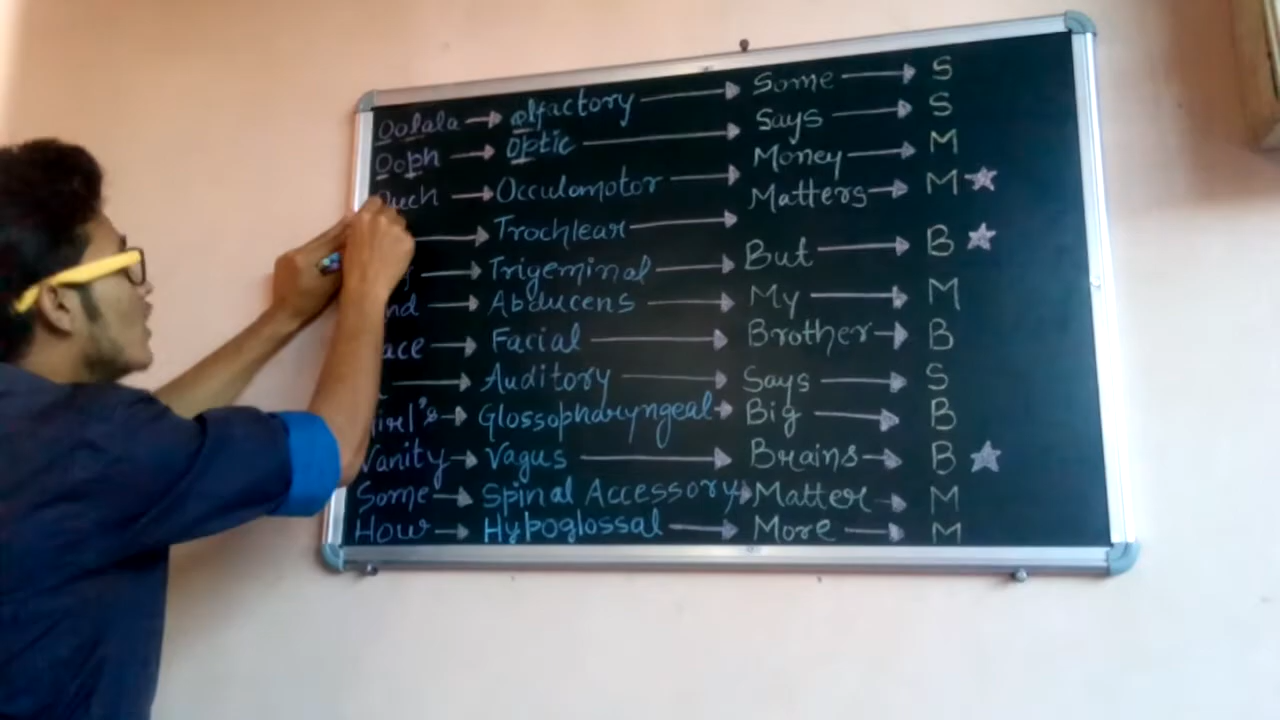 Oolala → olfactory → Some → S
Ooph → Optic → Says → S
Ouch → Occulomotor → Money → M
→ Trochlear → Matters → M ★
→ Trigeminal → But → B ★
→ Abducens → My → M
→ Facial → Brother → B
→ Auditory → Says → S
→ Glossopharyngeal → Big → B
Vanity → Vagus → Brains → B ★
Some → Spinal Accessory → Matter → M
How → Hypoglossal → More → M